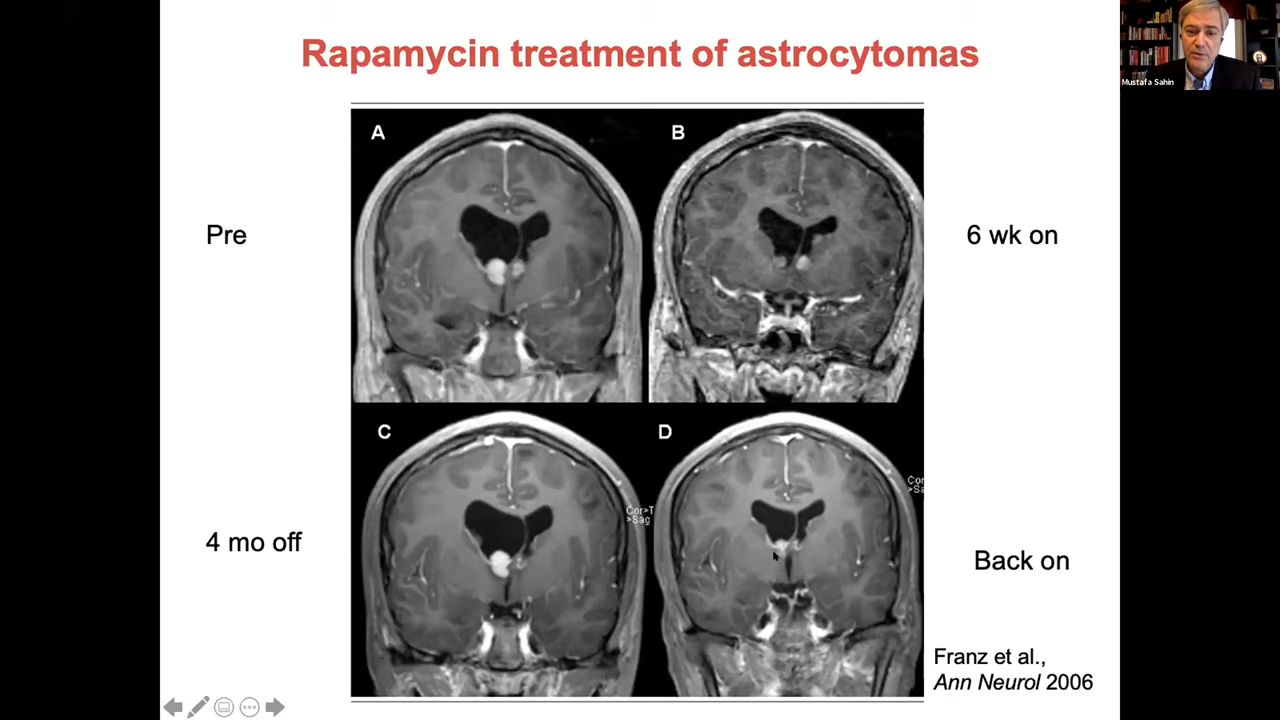 Rapamycin treatment of astrocytomas
Mustafa Sahin
A
B
Pre
6 wk on
C
D
Cor>T
>Sag
Cor
>Sa
4 mo off
Back on
Franz et al.,
Ann Neurol 2006